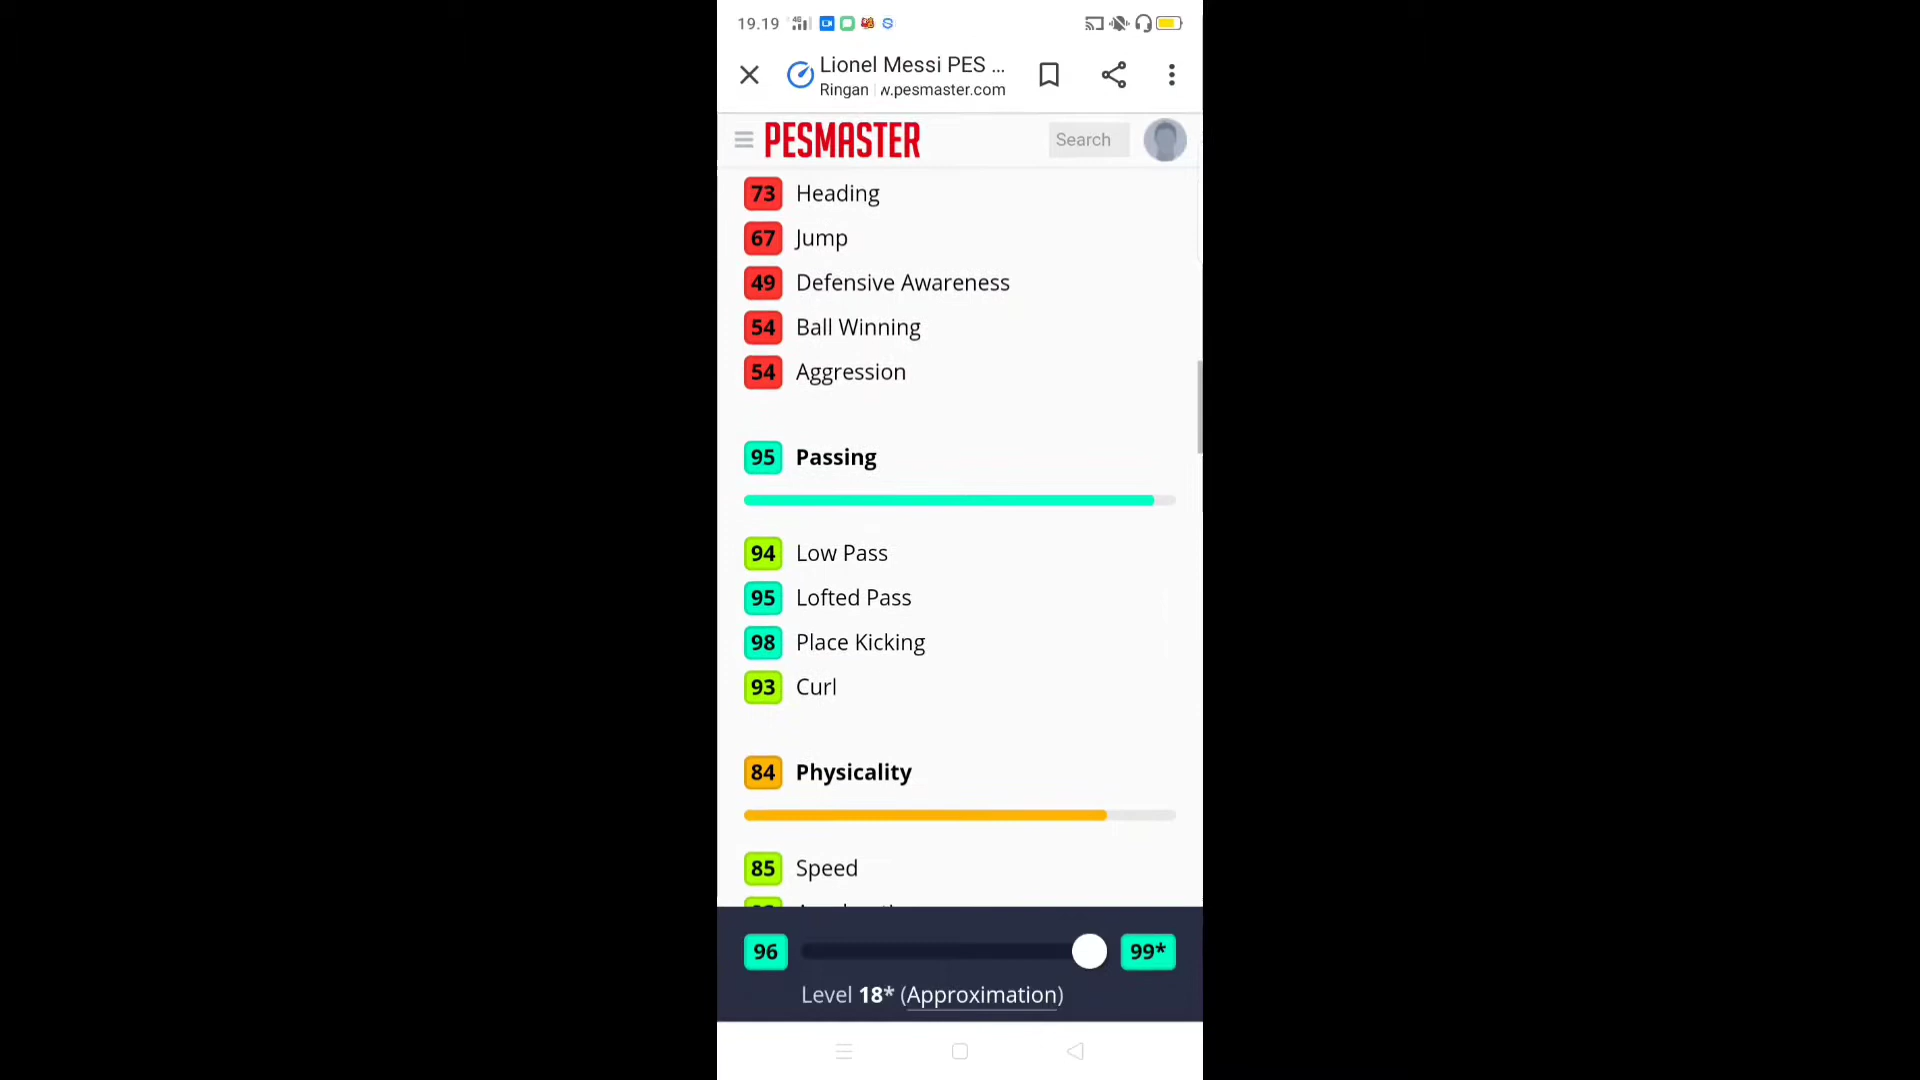 19.19
Lionel Messi PES ...
Ringan w.pesmaster.com
PESMASTER
Search
73 Heading
67 Jump
49 Defensive Awareness
54 Ball Winning
54 Aggression
95 Passing
94 Low Pass
95 Lofted Pass
98 Place Kicking
93 Curl
84 Physicality
85 Speed
96 99*
Level 18* (Approximation)